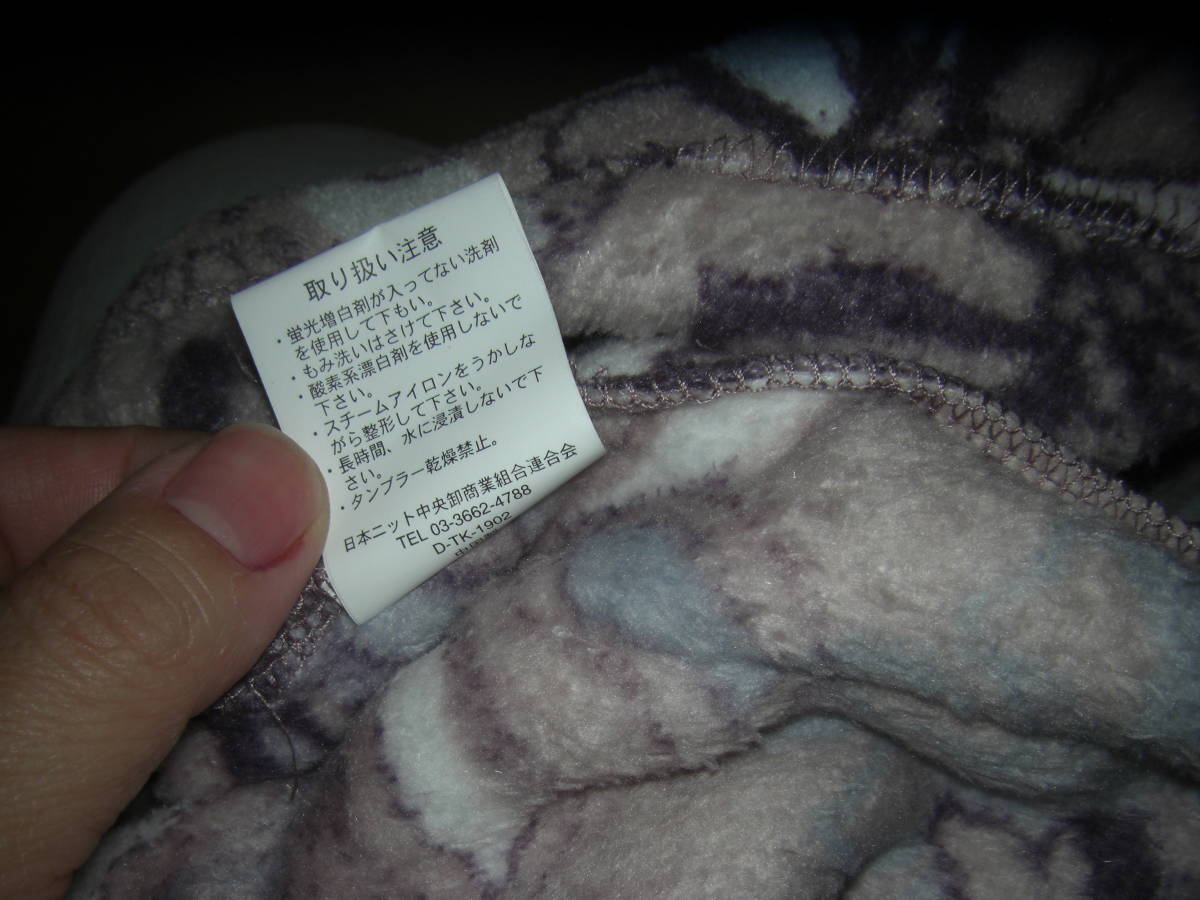 取り扱い注意
・蛍光増白剤が入ってない洗剤
を使用して下もい。
・もみ洗いはさけて下さい。
・酸素系漂白剤を使用しないで
下さい。
・スチームアイロンをうかしな
がら整形して下さい。
・長時間、水に浸漬しないで下
さい。
・タンブラー乾燥禁止。
日本ニット中央卸商業組合連合会
TEL 03-3662-4788
D-TK-1902